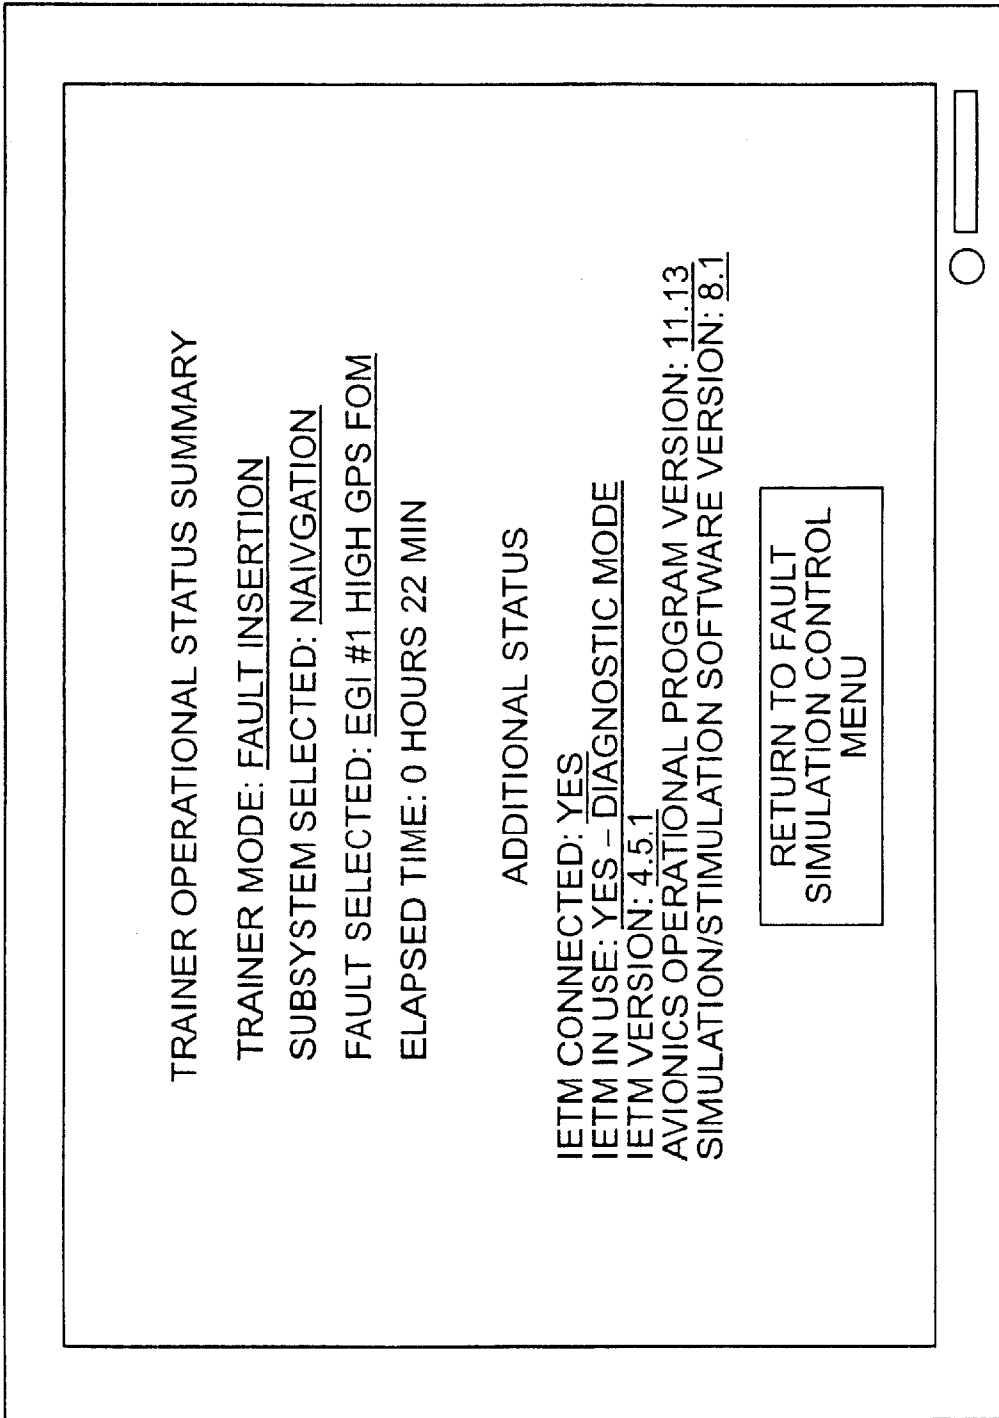 TRAINER OPERATIONAL STATUS SUMMARY
TRAINER MODE: FAULT INSERTION
SUBSYSTEM SELECTED: NAIVGATION
FAULT SELECTED: EGI #1 HIGH GPS FOM
ELAPSED TIME: 0 HOURS 22 MIN
ADDITIONAL STATUS
IETM CONNECTED: YES
IETM IN USE: YES – DIAGNOSTIC MODE
IETM VERSION: 4.5.1
AVIONICS OPERATIONAL PROGRAM VERSION: 11.13
SIMULATION/STIMULATION SOFTWARE VERSION: 8.1
RETURN TO FAULT
SIMULATION CONTROL
MENU